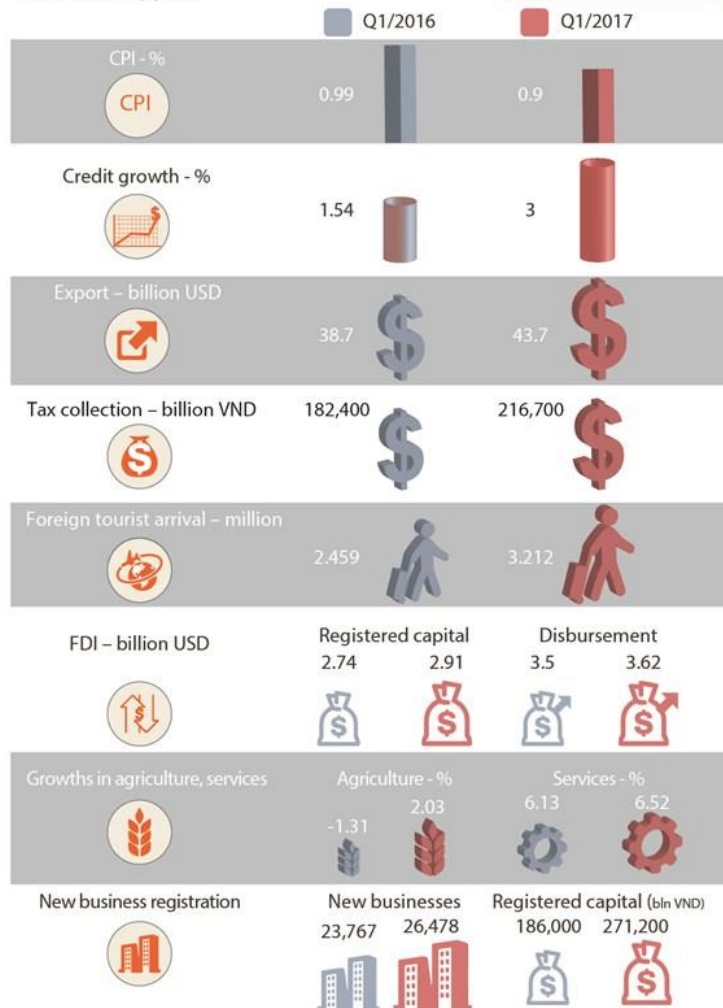 Q1/2016 Q1/2017
CPI - %
CPI
0.99 0.9
Credit growth - %
$
1.54 3
Export – billion USD
38.7 $ 43.7 $
Tax collection – billion VND 182,400 216,700
$ $ $
Foreign tourist arrival – million
2.459 3.212
FDI – billion USD Registered capital Disbursement
2.74 2.91 3.5 3.62
$ $ $ $ $
Growths in agriculture, services Agriculture - % Services - %
-1.31 2.03 6.13 6.52
New business registration New businesses Registered capital (bln VND)
23,767 26,478 186,000 271,200
$ $